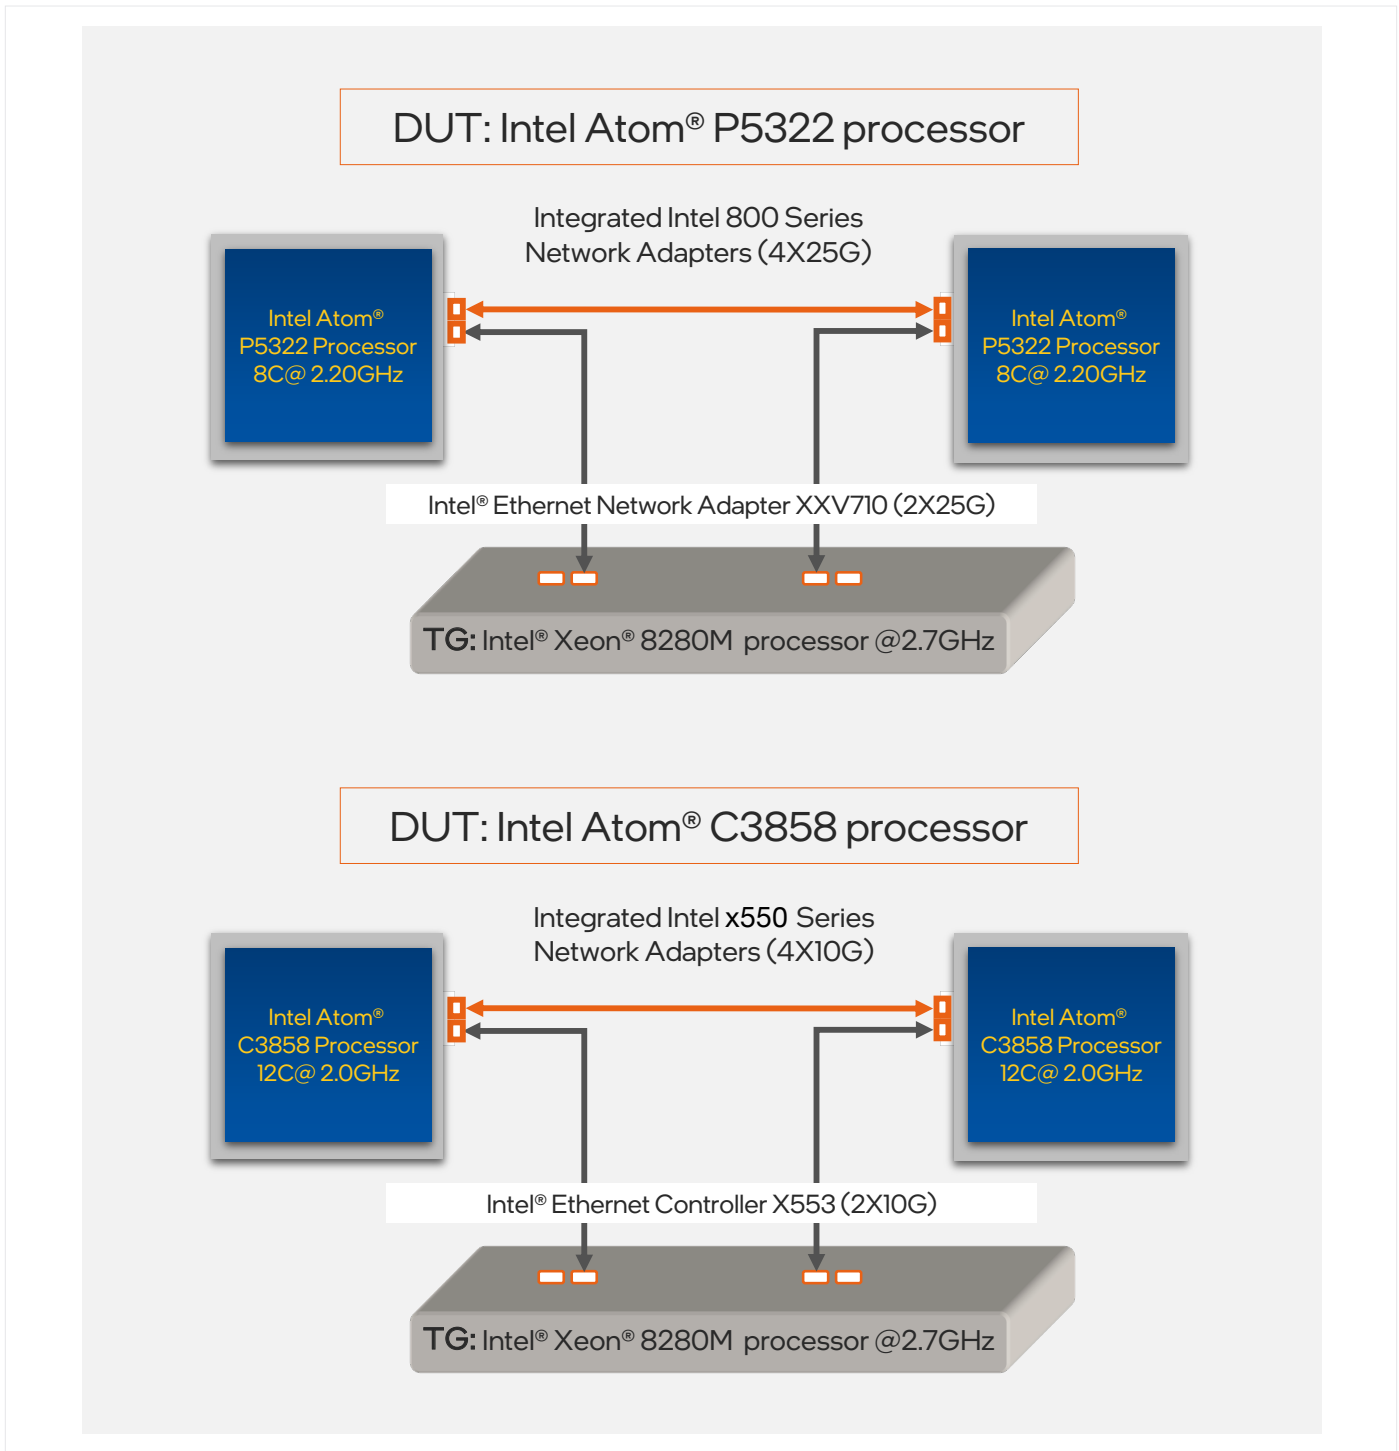 DUT: Intel Atom® P5322 processor
Integrated Intel 800 Series
Network Adapters (4X25G)
Intel Atom®
P5322 Processor
8C@ 2.20GHz
Intel Atom®
P5322 Processor
8C@ 2.20GHz
Intel® Ethernet Network Adapter XXV710 (2X25G)
TG: Intel® Xeon® 8280M processor @2.7GHz
DUT: Intel Atom® C3858 processor
Integrated Intel x550 Series
Network Adapters (4X10G)
Intel Atom®
C3858 Processor
12C@ 2.0GHz
Intel Atom®
C3858 Processor
12C@ 2.0GHz
Intel® Ethernet Controller X553 (2X10G)
TG: Intel® Xeon® 8280M processor @2.7GHz